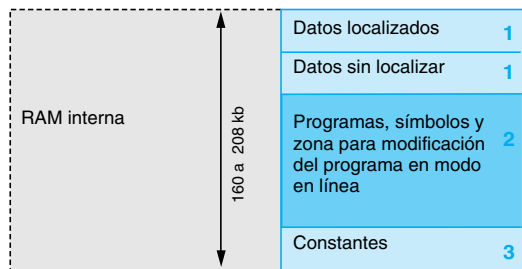 Datos localizados 1
Datos sin localizar 1
RAM interna
160 a 208 kb
Programas, símbolos y
zona para modificación 2
del programa en modo
en línea
Constantes 3